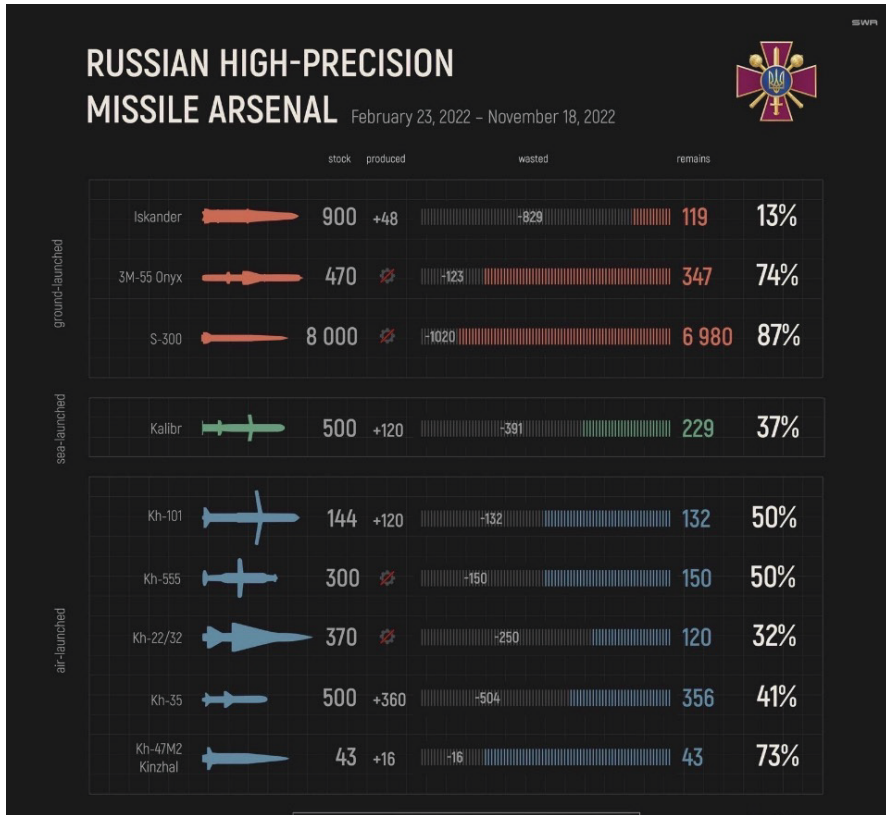 SWA
RUSSIAN HIGH-PRECISION
MISSILE ARSENAL February 23, 2022 – November 18, 2022
stock produced wasted remains
ground-launched
Iskander 900 +48 -829 119 13%
3M-55 Onyx 470 -123 347 74%
S-300 8 000 -1020 6 980 87%
sea-launched
Kalibr 500 +120 -391 229 37%
air-launched
Kh-101 144 +120 -132 132 50%
Kh-555 300 -150 150 50%
Kh-22/32 370 -250 120 32%
Kh-35 500 +360 -504 356 41%
Kh-47M2
Kinzhal 43 +16 -16 43 73%